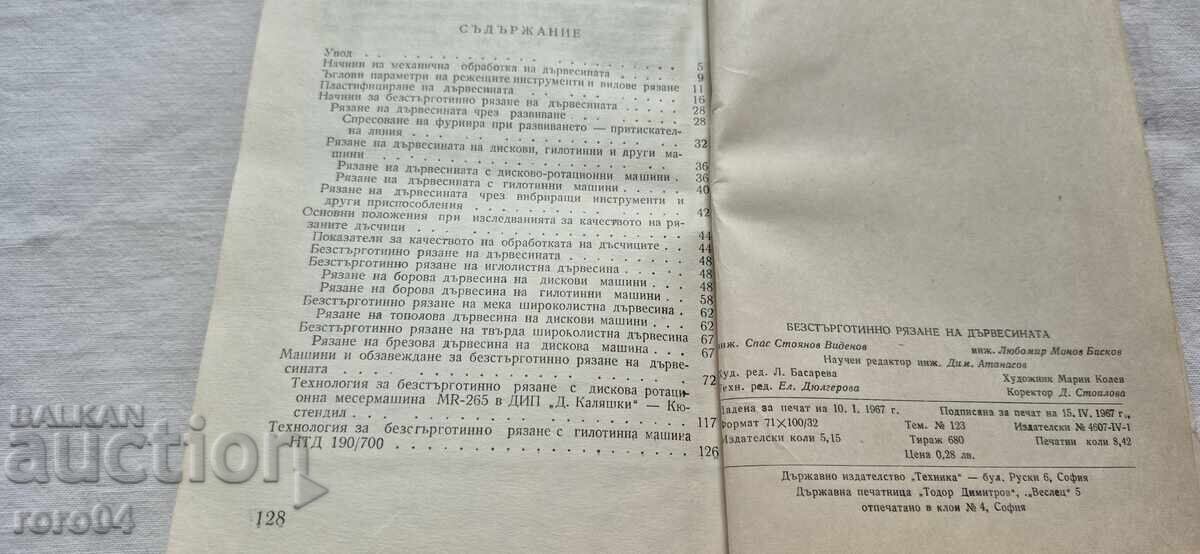 СЪДЪРЖАНИЕ
Увод . . . 5
Начини на механична обработка на дървесината . . . 9
Ъглови параметри на режещите инструменти и видове рязане 11
Пластифициране на дървесината . . . 16
Начини за безстърготинно рязане на дървесината . . . 28
Рязане на дървесината чрез развиване . . . 28
Спресоване на фурнира при развиването — притискател-
на линия . . . 32
Рязане на дървесината на дискови, гилотинни и други ма-
шини . . . 36
Рязане на дървесината с дисково-ротационни машини . 36
Рязане на дървесината с гилотинни машини . . . 40
Рязане на дървесината чрез вибриращи инструменти и
други приспособления . . . 42
Основни положения при изследванията за качеството на ря-
заните дъсчици . . . 44
Показатели за качеството на обработката на дъсчиците . . 44
Безстърготинно рязане на дървесината . . . 48
Безстърготинно рязане на иглолистна дървесина . . . 48
Рязане на борова дървесина на дискови машини . . . 48
Рязане на борова дървесина на гилотинни машини . . 58
Безстърготинно рязане на мека широколистна дървесина . 62
Рязане на тополова дървесина на дискови машини . . . 62
Безстърготинно рязане на твърда широколистна дървесина 67
Рязане на брезова дървесина на дискова машина . . . 67
Машини и обзавеждане за безстърготинно рязане на дърве-
сината . . . 72
Технология за безстърготинно рязане с дискова ротаци-
онна месермашина MR-265 в ДИП „Д. Каляшки" — Кю-
стендил . . . 117
Технология за безстърготинно рязане с гилотинна машина
НТД 190/700 . . . 126
128
БЕЗСТЪРГОТИННО РЯЗАНЕ НА ДЪРВЕСИНАТА
инж. Спас Стоянов Виденов инж. Любомир Монов Басков
Научен редактор инж. Дим. Атанасов
Худ. ред. Л. Басарева Художник Марин Колев
Техн. ред. Ел. Дюлгерова Коректор Д. Стоилова
Дадена за печат на 10. I. 1967 г. Подписана за печат на 15. IV. 1967 г.,
Формат 71×100/32 Тем. № 123 Издателски № 4607-IV-1
Издателски коли 5,15 Тираж 680 Печатни коли 8,42
Цена 0,28 лв.
Държавно издателство „Техника" — бул. Руски 6, София
Държавна печатница „Тодор Димитров", „Веслец" 5
отпечатано в клон № 4, София
BALKAN
auction
roro04